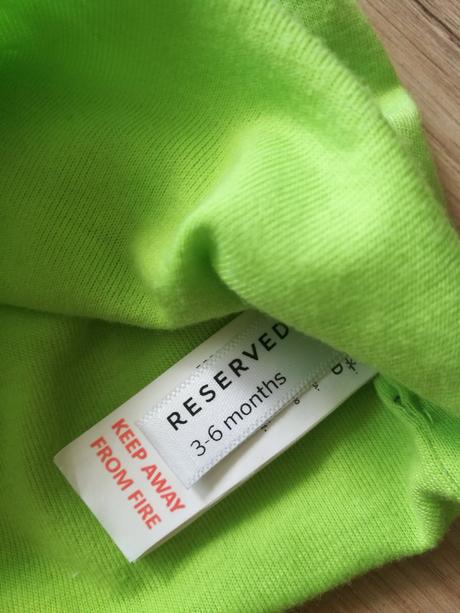 RESERVED
3-6 months
KEEP AWAY
FROM FIRE